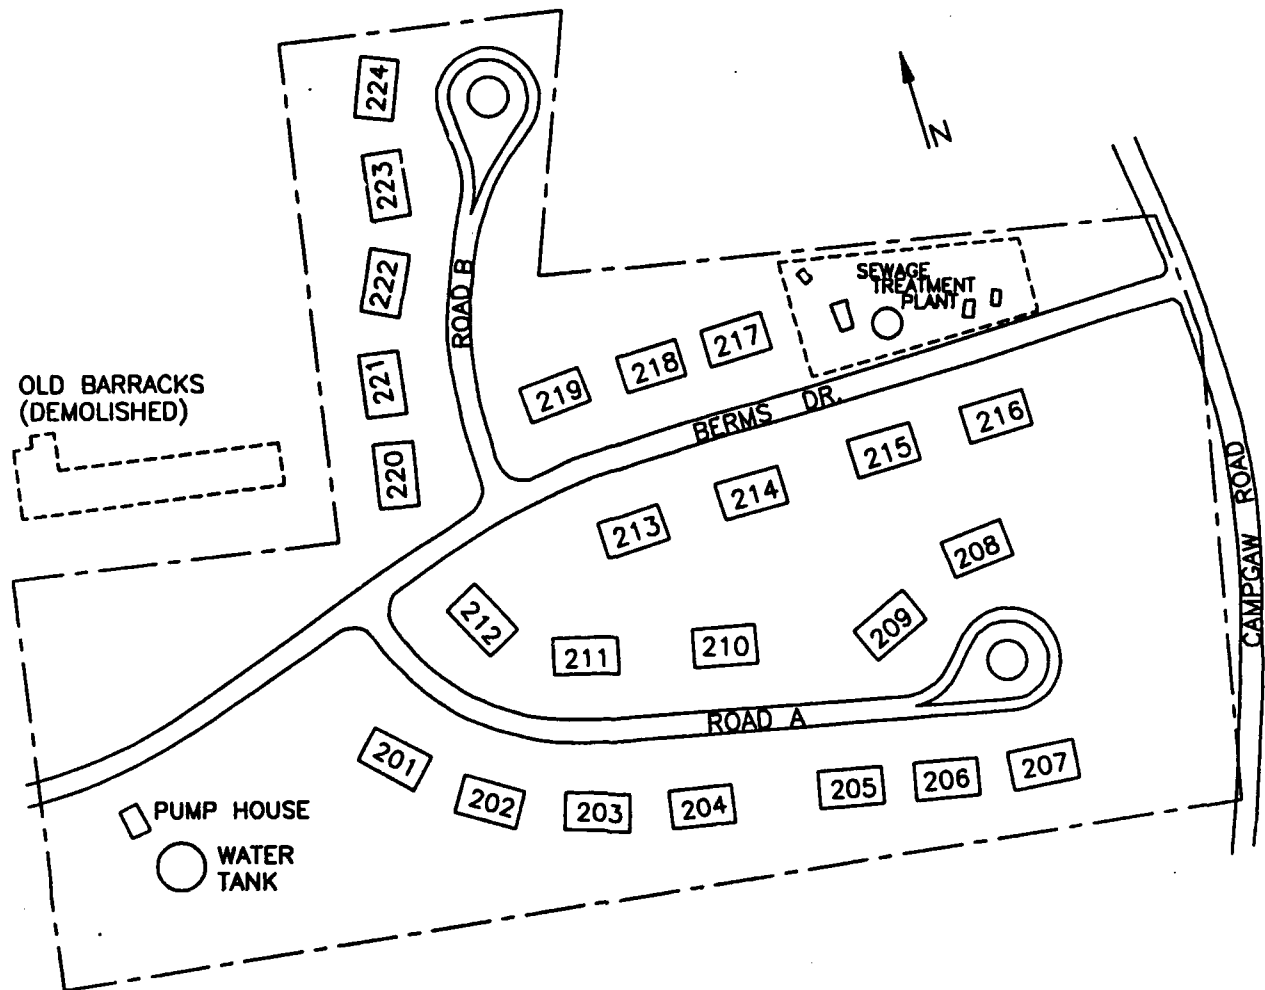 224
N
223
ROAD B
222
SEWAGE
TREATMENT
PLANT
217
218
219
OLD BARRACKS
(DEMOLISHED)
221
BERMS DR.
216
215
220
214
213
CAMPGAW ROAD
208
212
209
210
211
ROAD A
201
202
203
204
205
206
207
PUMP HOUSE
WATER
TANK